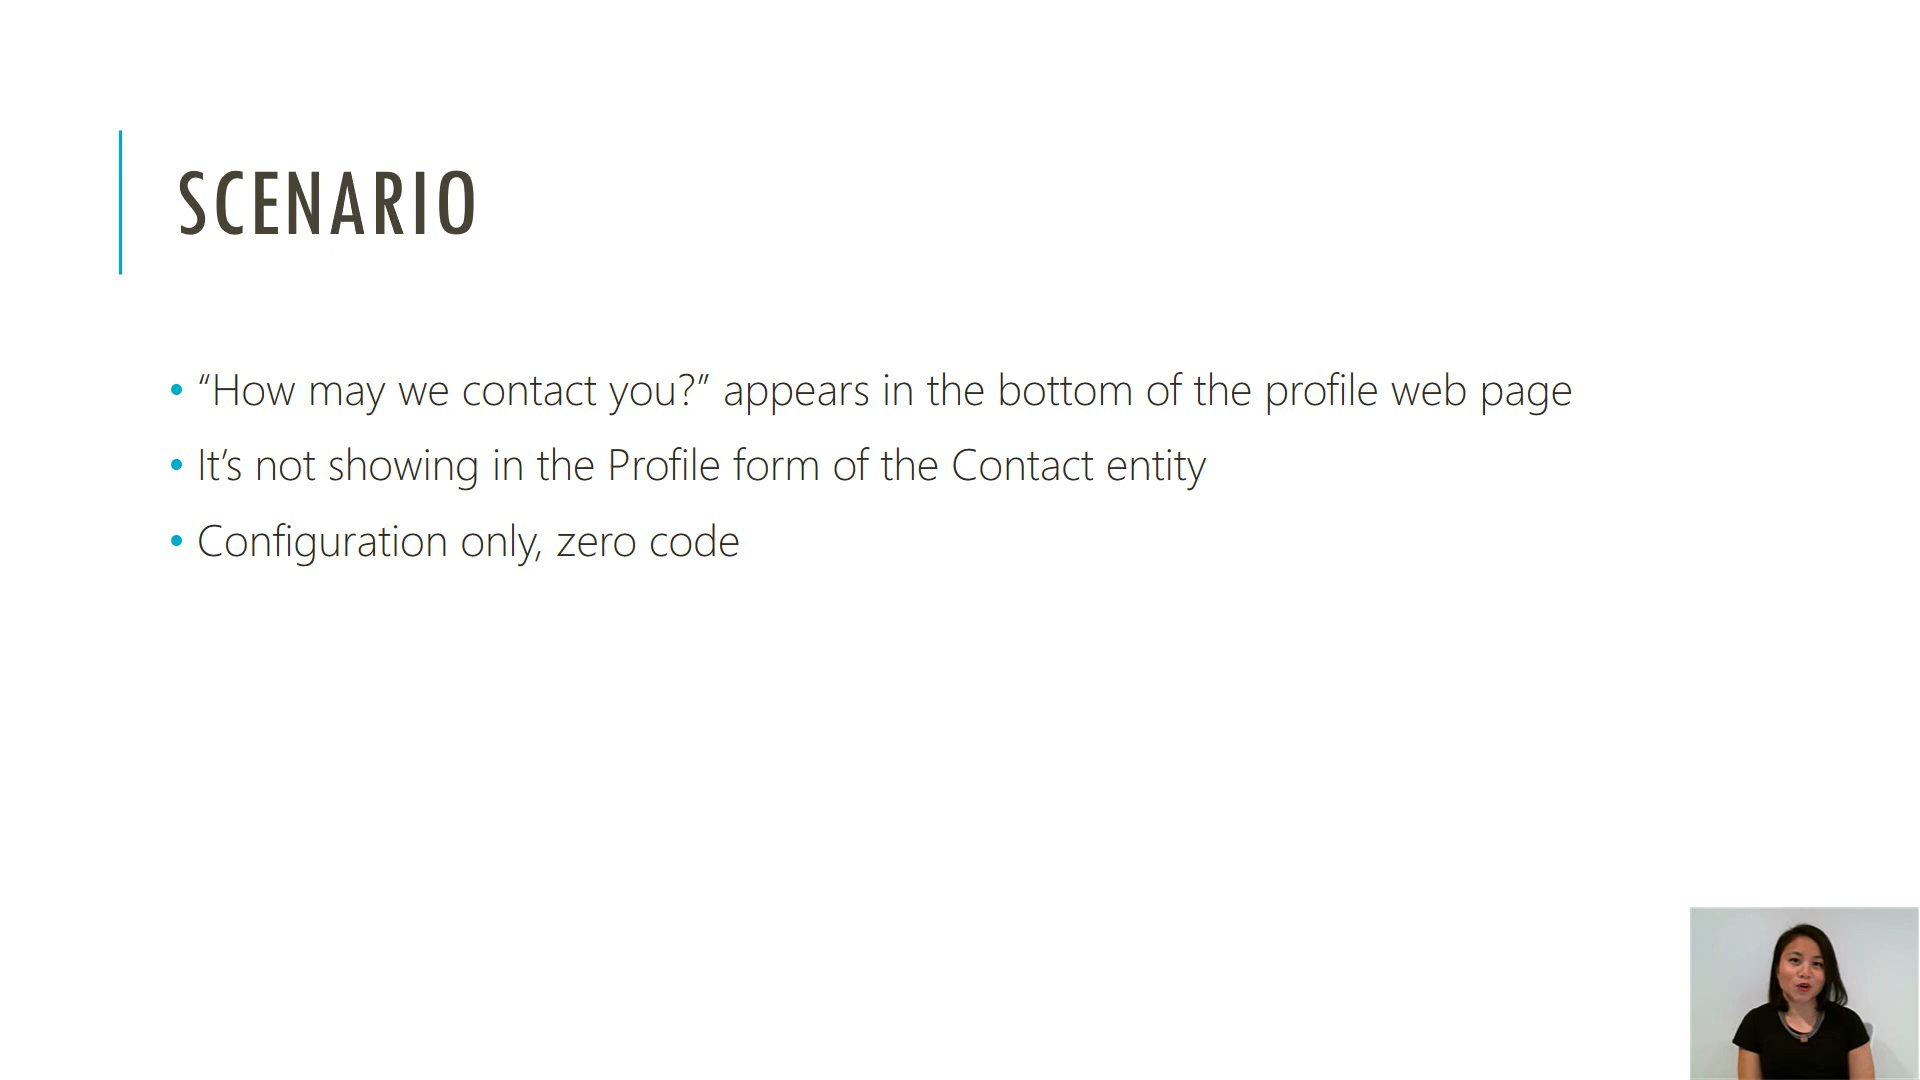 SCENARIO
• “How may we contact you?” appears in the bottom of the profile web page
• It’s not showing in the Profile form of the Contact entity
• Configuration only, zero code